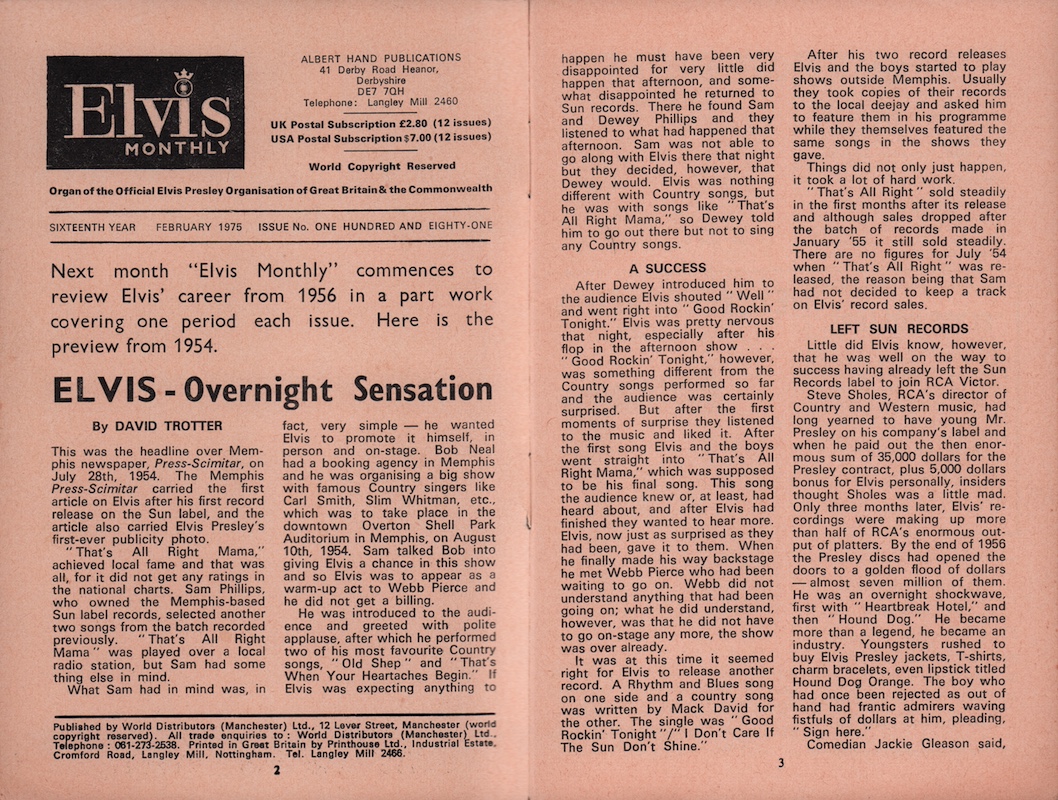 Elvis
MONTHLY
ALBERT HAND PUBLICATIONS
41 Derby Road Heanor,
Derbyshire
DE7 7QH
Telephone: Langley Mill 2460
UK Postal Subscription £2.80 (12 issues)
USA Postal Subscription $7.00 (12 issues)
World Copyright Reserved
Organ of the Official Elvis Presley Organisation of Great Britain & the Commonwealth
SIXTEENTH YEAR FEBRUARY 1975 ISSUE No. ONE HUNDRED AND EIGHTY-ONE
Next month "Elvis Monthly" commences to
review Elvis' career from 1956 in a part work
covering one period each issue. Here is the
preview from 1954.
ELVIS - Overnight Sensation
By DAVID TROTTER
This was the headline over Mem-
phis newspaper, Press-Scimitar, on
July 28th, 1954. The Memphis
Press-Scimitar carried the first
article on Elvis after his first record
release on the Sun label, and the
article also carried Elvis Presley's
first-ever publicity photo.
"That's All Right Mama,"
achieved local fame and that was
all, for it did not get any ratings in
the national charts. Sam Phillips,
who owned the Memphis-based
Sun label records, selected another
two songs from the batch recorded
previously. "That's All Right
Mama" was played over a local
radio station, but Sam had some
thing else in mind.
What Sam had in mind was, in
fact, very simple — he wanted
Elvis to promote it himself, in
person and on-stage. Bob Neal
had a booking agency in Memphis
and he was organising a big show
with famous Country singers like
Carl Smith, Slim Whitman, etc.,
which was to take place in the
downtown Overton Shell Park
Auditorium in Memphis, on August
10th, 1954. Sam talked Bob into
giving Elvis a chance in this show
and so Elvis was to appear as a
warm-up act to Webb Pierce and
he did not get a billing.
He was introduced to the audi-
ence and greeted with polite
applause, after which he performed
two of his most favourite Country
songs, "Old Shep" and "That's
When Your Heartaches Begin." If
Elvis was expecting anything to
Published by World Distributors (Manchester) Ltd., 12 Lever Street, Manchester (world
copyright reserved). All trade enquiries to: World Distributors (Manchester) Ltd.,
Telephone: 061-273-2538. Printed in Great Britain by Printhouse Ltd., Industrial Estate,
Cromford Road, Langley Mill, Nottingham. Tel. Langley Mill 2466.
2
happen he must have been very
disappointed for very little did
happen that afternoon, and some-
what disappointed he returned to
Sun records. There he found Sam
and Dewey Phillips and they
listened to what had happened that
afternoon. Sam was not able to
go along with Elvis there that night
but they decided, however, that
Dewey would. Elvis was nothing
different with Country songs, but
he was with songs like "That's
All Right Mama," so Dewey told
him to go out there but not to sing
any Country songs.
A SUCCESS
After Dewey introduced him to
the audience Elvis shouted "Well"
and went right into "Good Rockin'
Tonight." Elvis was pretty nervous
that night, especially after his
flop in the afternoon show . . .
"Good Rockin' Tonight," however,
was something different from the
Country songs performed so far
and the audience was certainly
surprised. But after the first
moments of surprise they listened
to the music and liked it. After
the first song Elvis and the boys
went straight into "That's All
Right Mama," which was supposed
to be his final song. This song
the audience knew or, at least, had
heard about, and after Elvis had
finished they wanted to hear more.
Elvis, now just as surprised as they
had been, gave it to them. When
he finally made his way backstage
he met Webb Pierce who had been
waiting to go on. Webb did not
understand anything that had been
going on; what he did understand,
however, was that he did not have
to go on-stage any more, the show
was over already.
It was at this time it seemed
right for Elvis to release another
record. A Rhythm and Blues song
on one side and a country song
was written by Mack David for
the other. The single was "Good
Rockin' Tonight"/"I Don't Care If
The Sun Don't Shine."
After his two record releases
Elvis and the boys started to play
shows outside Memphis. Usually
they took copies of their records
to the local deejay and asked him
to feature them in his programme
while they themselves featured the
same songs in the shows they
gave.
Things did not only just happen,
it took a lot of hard work.
"That's All Right" sold steadily
in the first months after its release
and although sales dropped after
the batch of records made in
January '55 it still sold steadily.
There are no figures for July '54
when "That's All Right" was re-
leased, the reason being that Sam
had not decided to keep a track
on Elvis' record sales.
LEFT SUN RECORDS
Little did Elvis know, however,
that he was well on the way to
success having already left the Sun
Records label to join RCA Victor.
Steve Sholes, RCA's director of
Country and Western music, had
long yearned to have young Mr.
Presley on his company's label and
when he paid out the then enor-
mous sum of 35,000 dollars for the
Presley contract, plus 5,000 dollars
bonus for Elvis personally, insiders
thought Sholes was a little mad.
Only three months later, Elvis' re-
cordings were making up more
than half of RCA's enormous out-
put of platters. By the end of 1956
the Presley discs had opened the
doors to a golden flood of dollars
—almost seven million of them.
He was an overnight shockwave,
first with "Heartbreak Hotel," and
then "Hound Dog." He became
more than a legend, he became an
industry. Youngsters rushed to
buy Elvis Presley jackets, T-shirts,
charm bracelets, even lipstick titled
Hound Dog Orange. The boy who
had once been rejected as out of
hand had frantic admirers waving
fistfuls of dollars at him, pleading,
"Sign here."
Comedian Jackie Gleason said,
3